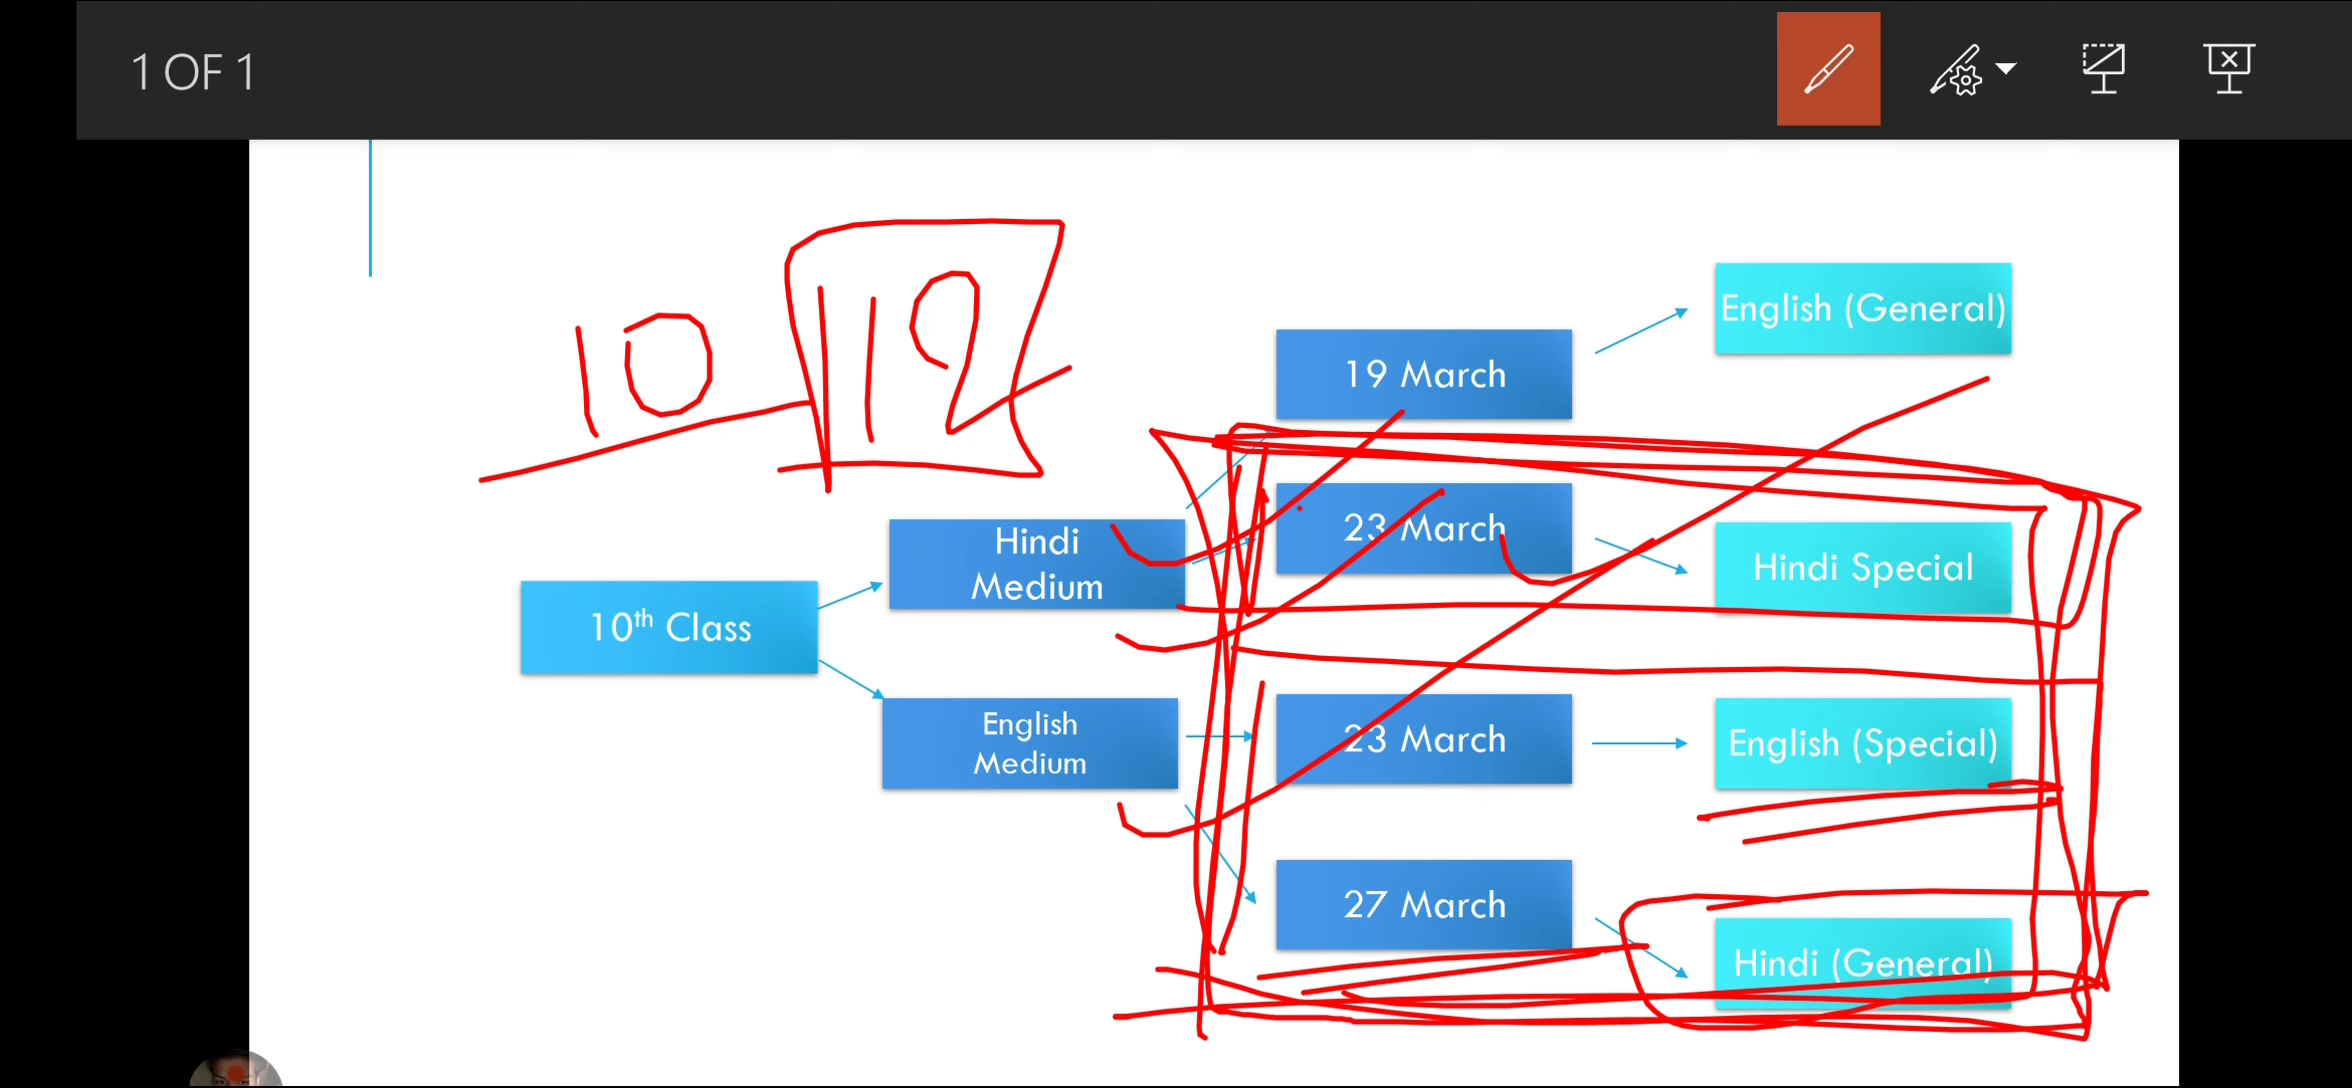 1 OF 1
10 119
English (General)
19 March
23 March
Hindi
Medium
Hindi Special
10th Class
English
Medium
23 March
English (Special)
27 March
Hindi (General)